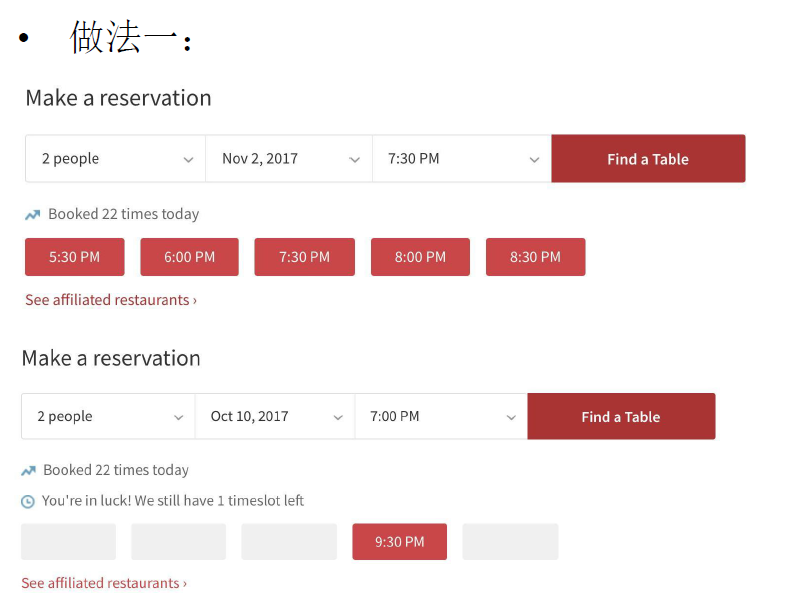 • 做法一：
Make a reservation
2 people Nov 2, 2017 7:30 PM Find a Table
Booked 22 times today
5:30 PM 6:00 PM 7:30 PM 8:00 PM 8:30 PM
See affiliated restaurants ›
Make a reservation
2 people Oct 10, 2017 7:00 PM Find a Table
Booked 22 times today
You're in luck! We still have 1 timeslot left
9:30 PM
See affiliated restaurants ›